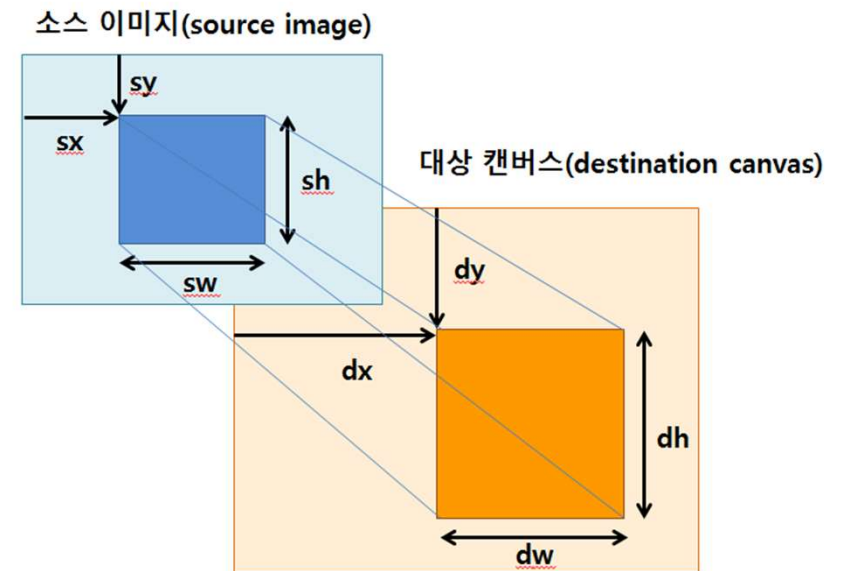 소스 이미지(source image)
sy
sx
sh
sw
대상 캔버스(destination canvas)
dy
dx
dh
dw